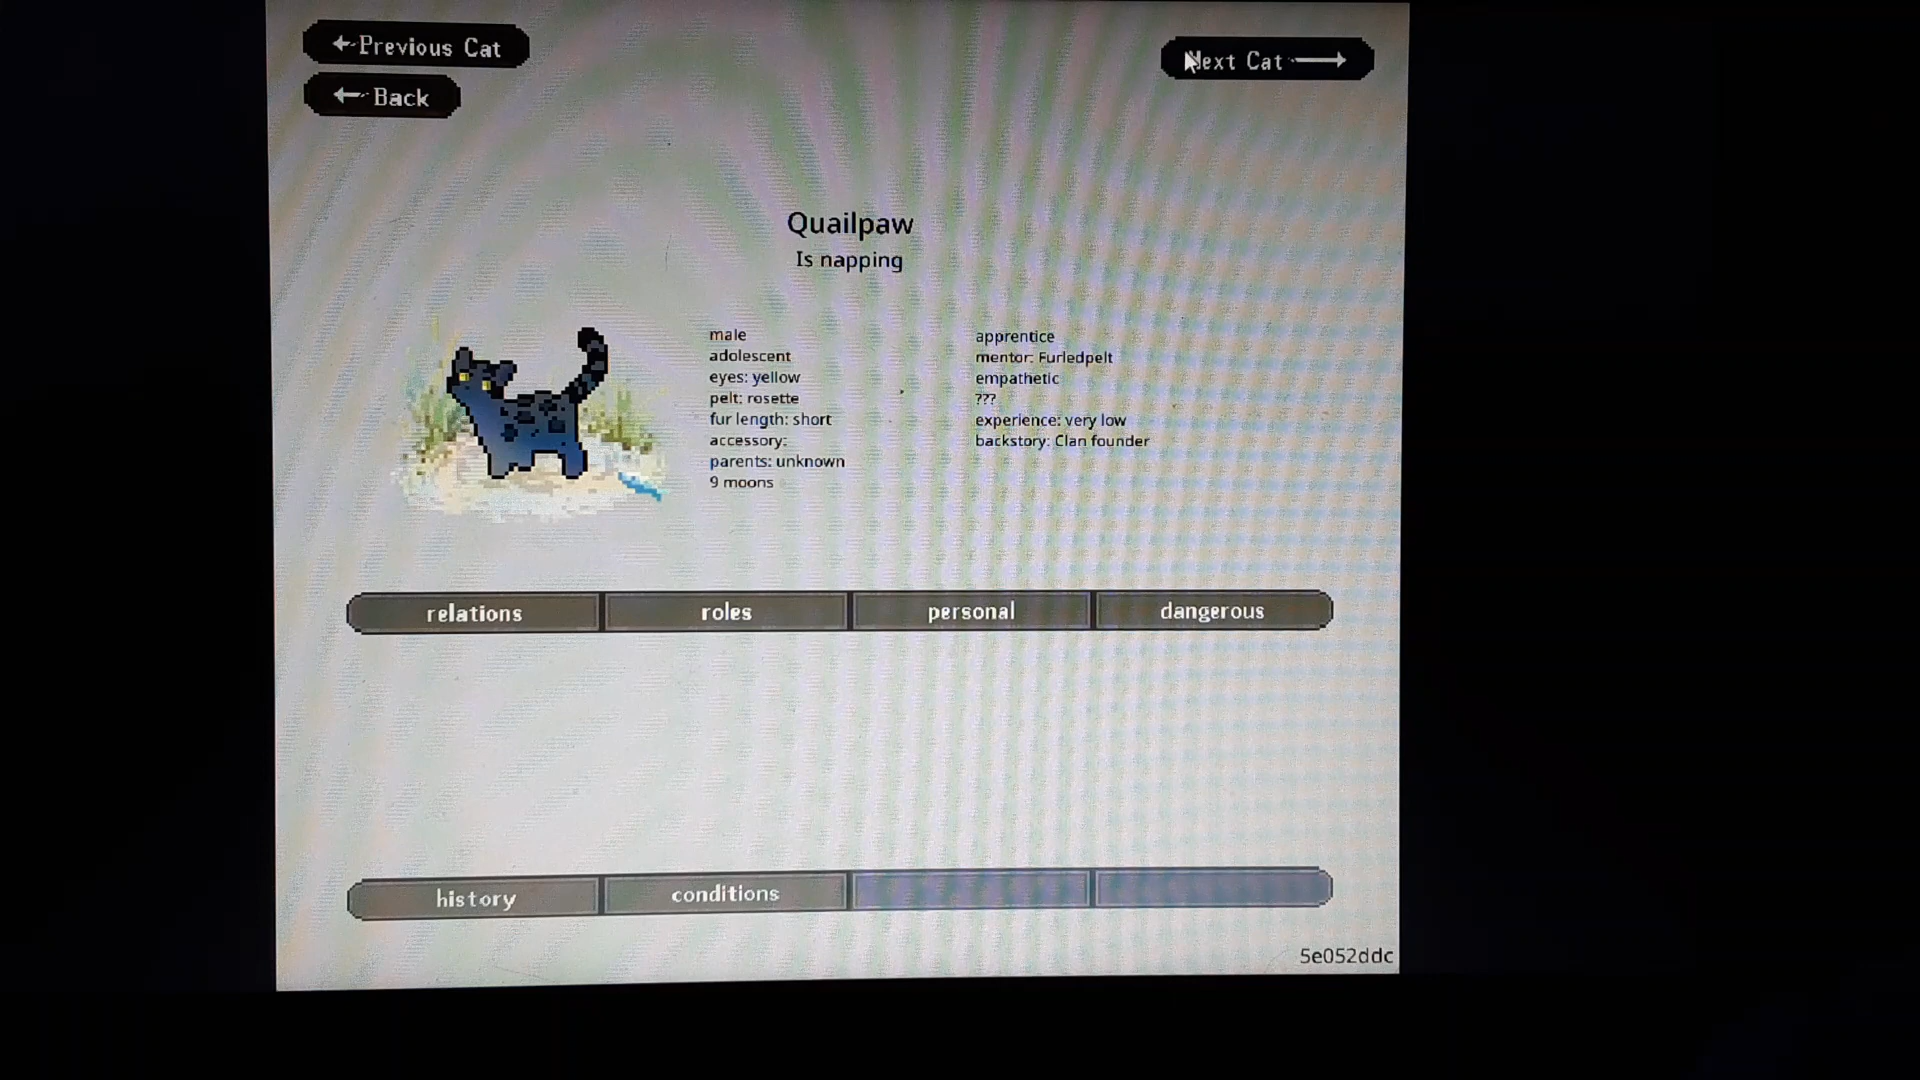 Previous Cat
Next Cat
Back
Quailpaw
Is napping
male
adolescent
eyes: yellow
pelt: rosette
fur length: short
accessory:
parents: unknown
9 moons
apprentice
mentor: Furledpelt
empathetic
???
experience: very low
backstory: Clan founder
relations
roles
personal
dangerous
history
conditions
5e052ddc